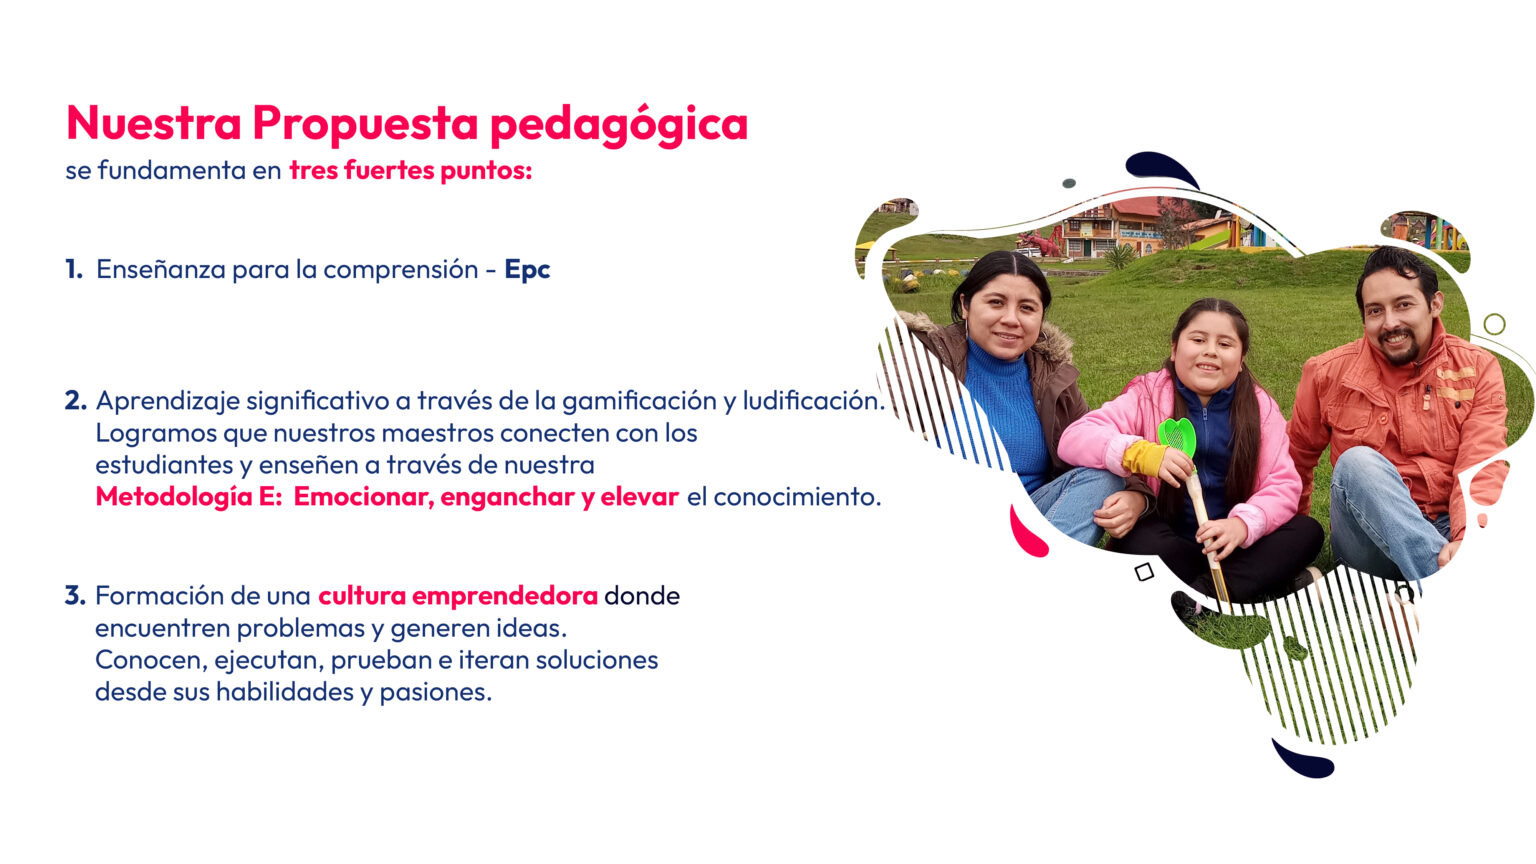 Nuestra Propuesta pedagógica
se fundamenta en tres fuertes puntos:
1. Enseñanza para la comprensión - Epc
2. Aprendizaje significativo a través de la gamificación y ludificación.
Logramos que nuestros maestros conecten con los
estudiantes y enseñen a través de nuestra
Metodología E: Emocionar, enganchar y elevar el conocimiento.
3. Formación de una cultura emprendedora donde
encuentren problemas y generen ideas.
Conocen, ejecutan, prueban e iteran soluciones
desde sus habilidades y pasiones.